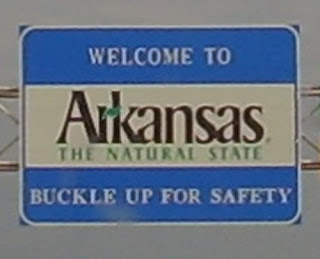 WELCOME TO
Arkansas
THE NATURAL STATE
BUCKLE UP FOR SAFETY